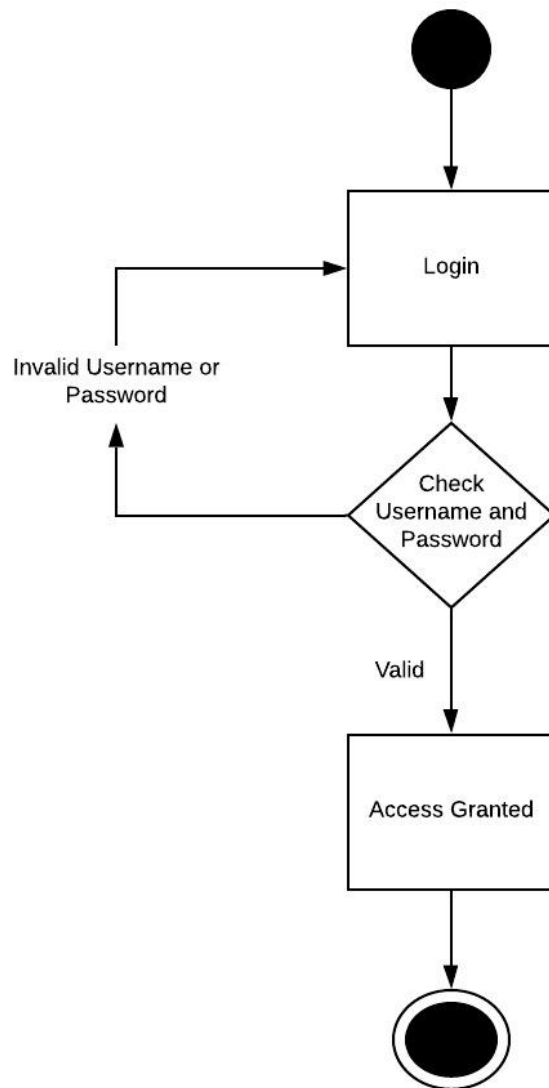 Login
Invalid Username or
Password
Check
Username and
Password
Valid
Access Granted